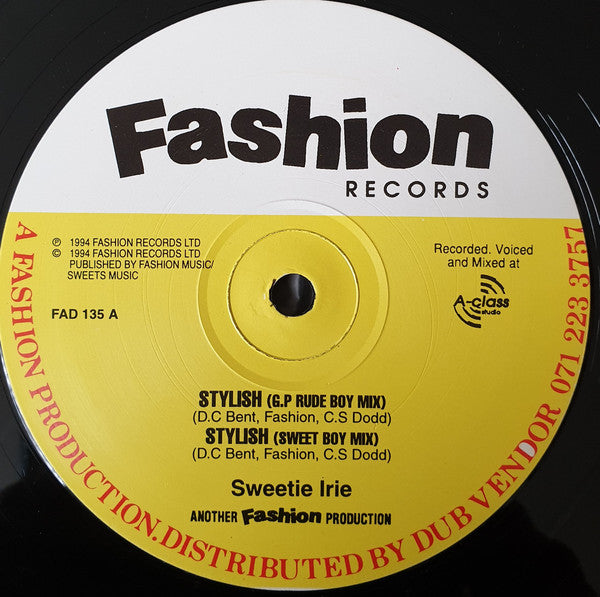 Fashion
RECORDS
℗ 1994 FASHION RECORDS LTD
© 1994 FASHION RECORDS LTD
PUBLISHED BY FASHION MUSIC/
SWEETS MUSIC
FAD 135 A
Recorded. Voiced
and Mixed at
A-class
studio
STYLISH (G.P RUDE BOY MIX)
(D.C Bent, Fashion, C.S Dodd)
STYLISH (SWEET BOY MIX)
(D.C Bent, Fashion, C.S Dodd)
Sweetie Irie
ANOTHER Fashion PRODUCTION
A FASHION PRODUCTION.DISTRIBUTED BY DUB VENDOR 071 223 3757